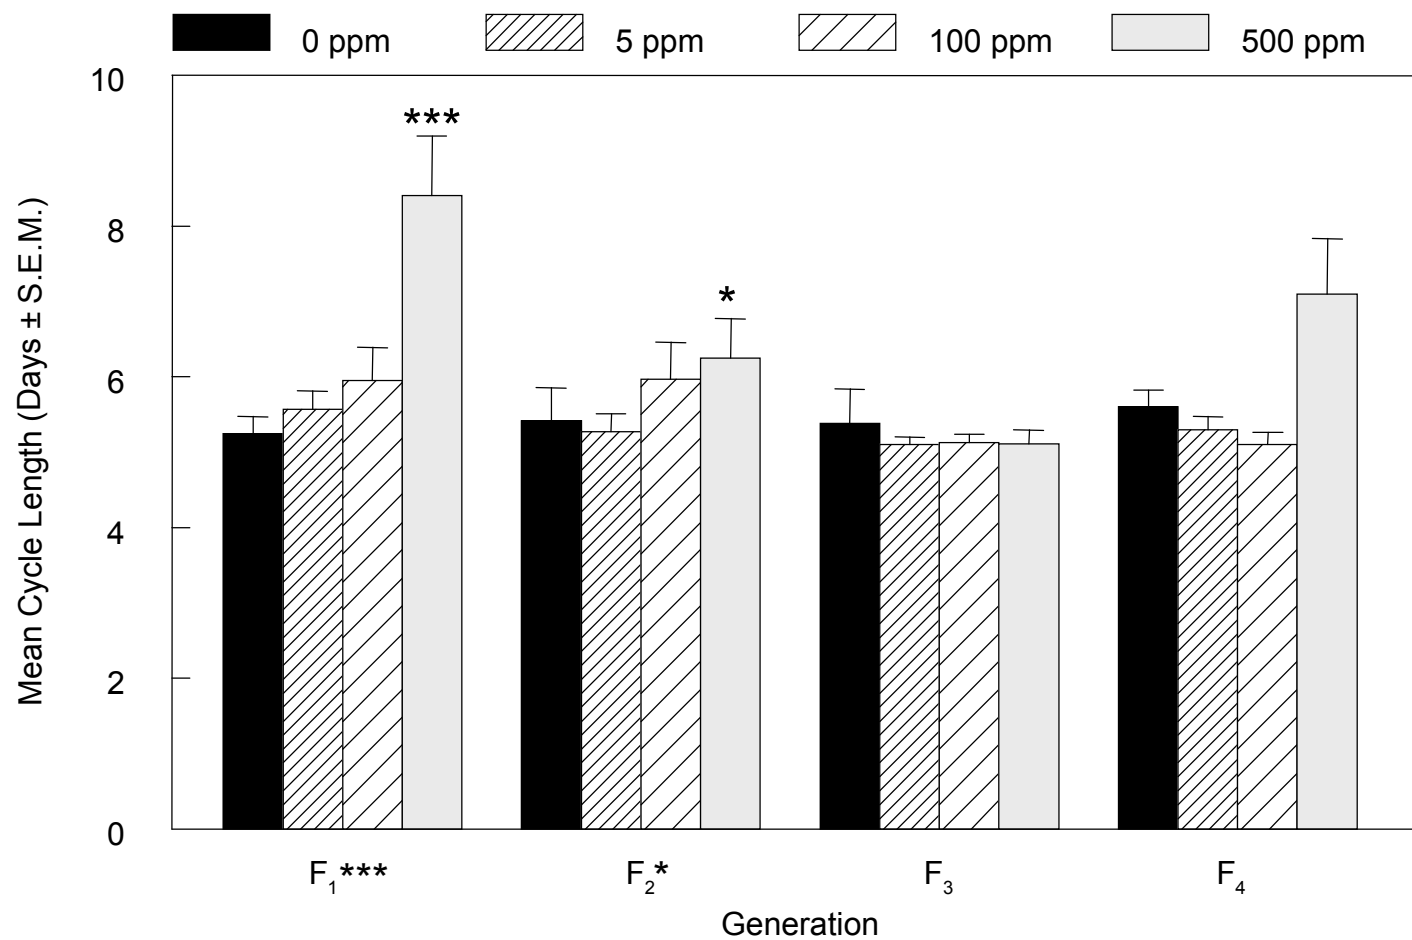 0 ppm 5 ppm 100 ppm 500 ppm
Mean Cycle Length (Days ± S.E.M.)
10
8
6
4
2
0
***
*
F₁*** F₂* F₃ F₄
Generation